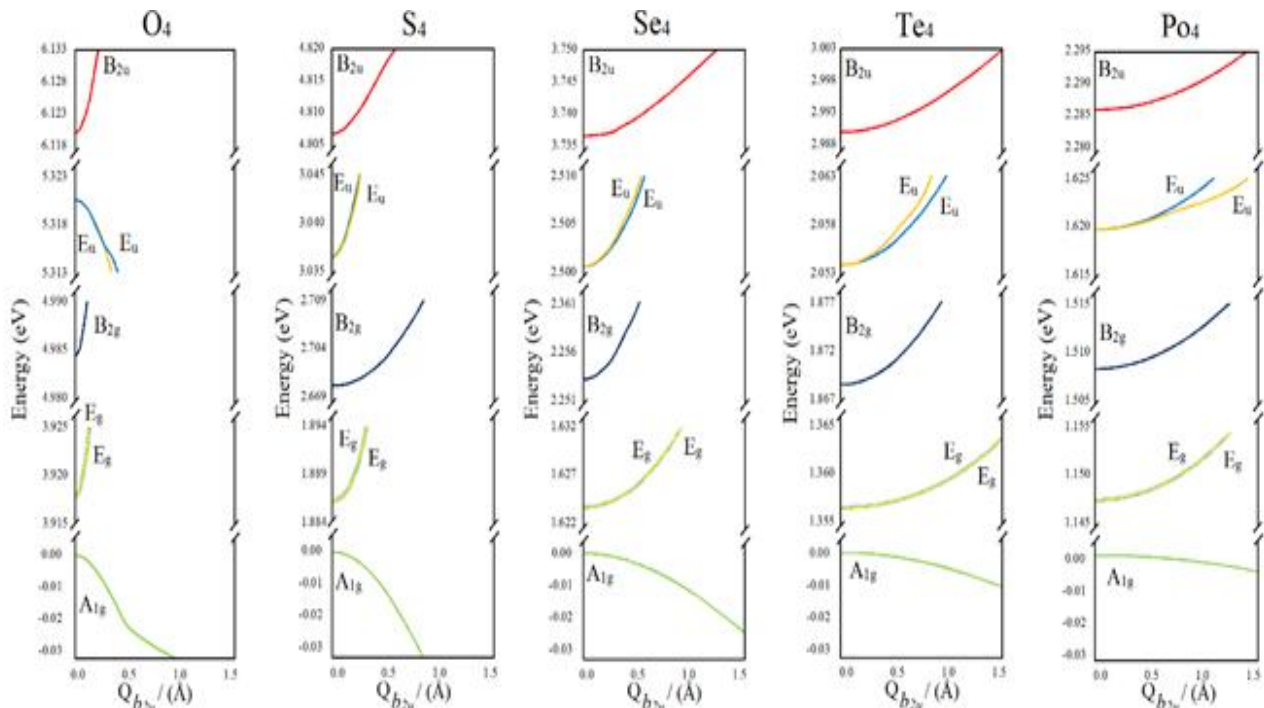 O₄
6.133
B₂ᵤ
6.129
6.123
6.118
5.323
5.318
Eᵤ Eᵤ
5.313
4.990
B₂g
4.985
4.980
Eg
3.925
Eg
3.920
3.915
0.00
-0.01
A₁g
-0.02
-0.03
Energy (eV)
0.0 0.5 1.0 1.5
Q / (Å)
S₄
4.820
B₂ᵤ
4.815
4.810
4.805
3.045
Eᵤ Eᵤ
3.040
3.035
2.709
B₂g
2.704
2.669
1.894
Eg Eg
1.889
1.884
0.00
A₁g
-0.01
-0.02
-0.03
Energy (eV)
0.0 0.5 1.0 1.5
Q / (Å)
Se₄
3.750
B₂ᵤ
3.745
3.740
3.735
2.510
Eᵤ Eᵤ
2.505
2.500
2.361
B₂g
2.256
2.251
1.632
Eg Eg
1.627
1.622
0.00
A₁g
-0.01
-0.02
-0.03
Energy (eV)
0.0 0.5 1.0 1.5
Q / (Å)
Te₄
3.003
B₂ᵤ
2.998
2.993
2.988
2.063
Eᵤ Eᵤ
2.058
2.053
1.877
B₂g
1.872
1.867
1.365
Eg Eg
1.360
1.355
0.00
A₁g
-0.01
-0.02
-0.03
Energy (eV)
0.0 0.5 1.0 1.5
Q / (Å)
Po₄
2.295
B₂ᵤ
2.290
2.285
2.280
1.625
Eᵤ Eᵤ
1.620
1.615
1.515
B₂g
1.510
1.505
1.155
Eg Eg
1.150
1.145
0.00
A₁g
-0.01
-0.02
-0.03
Energy (eV)
0.0 0.5 1.0 1.5
Q / (Å)